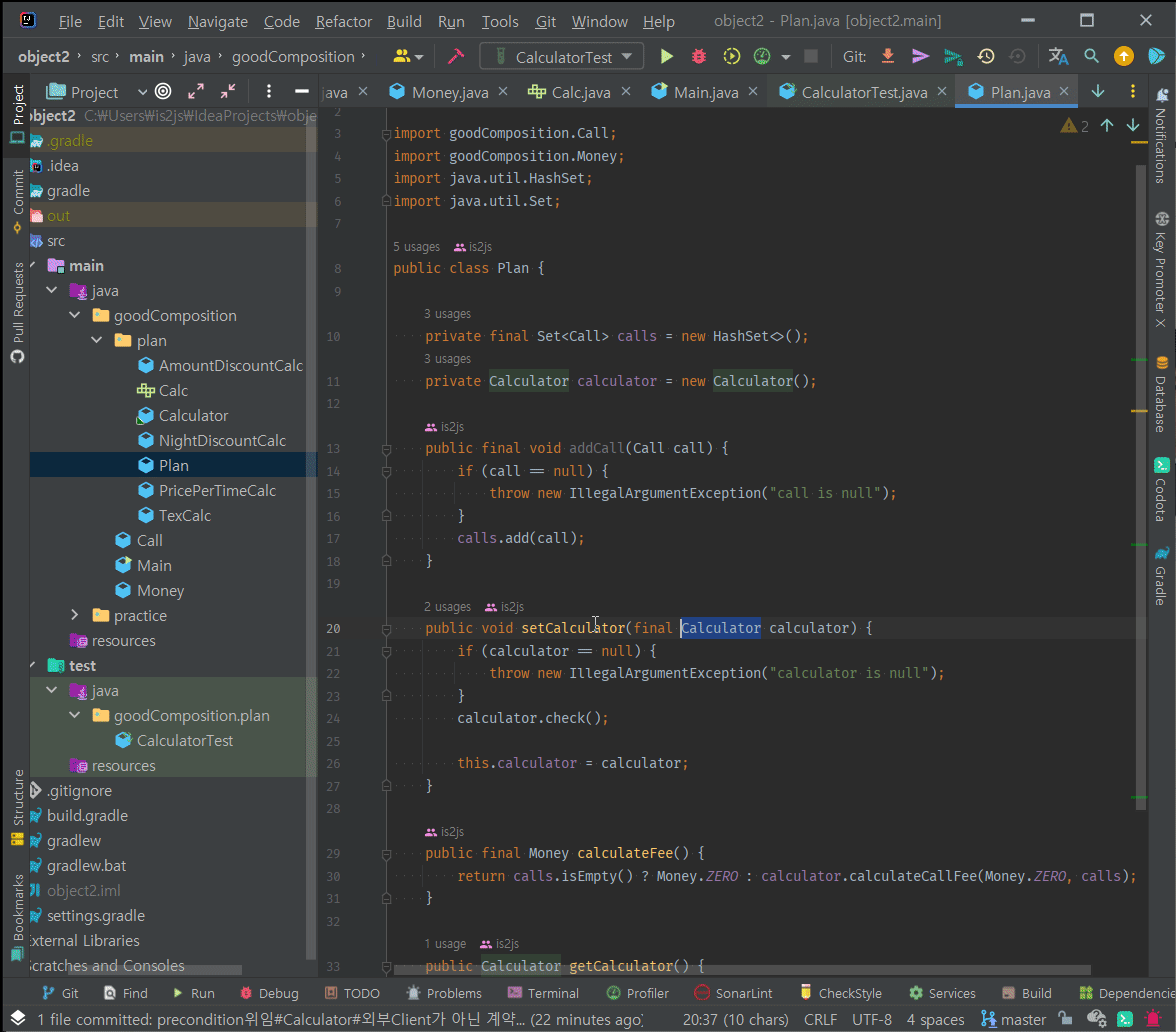 File Edit View Navigate Code Refactor Build Run Tools Git Window Help object2 - Plan.java [object2.main]
object2 › src › main › java › goodComposition › CalculatorTest Git:
Project
Project java Money.java Calc.java Main.java CalculatorTest.java Plan.java
object2 C:₩Users₩is2js₩IdeaProjects₩obje
.gradle
.idea
gradle
out
src
main
java
goodComposition
plan
AmountDiscountCalc
Calc
Calculator
NightDiscountCalc
Plan
PricePerTimeCalc
TexCalc
Call
Main
Money
practice
resources
test
java
goodComposition.plan
CalculatorTest
resources
.gitignore
build.gradle
gradlew
gradlew.bat
object2.iml
settings.gradle
External Libraries
Scratches and Consoles
Commit
Pull Requests
Structure
Bookmarks
2
2
3 import goodComposition.Call;
4 import goodComposition.Money;
5 import java.util.HashSet;
6 import java.util.Set;
7
5 usages is2js
8 public class Plan {
9
3 usages
10 private final Set<Call> calls = new HashSet<>();
3 usages
11 private Calculator calculator = new Calculator();
12
is2js
13 public final void addCall(Call call) {
14 if (call == null) {
15 throw new IllegalArgumentException("call is null");
16 }
17 calls.add(call);
18 }
19
2 usages is2js
20 public void setCalculator(final Calculator calculator) {
21 if (calculator == null) {
22 throw new IllegalArgumentException("calculator is null");
23 }
24 calculator.check();
25
26 this.calculator = calculator;
27 }
28
is2js
29 public final Money calculateFee() {
30 return calls.isEmpty() ? Money.ZERO : calculator.calculateCallFee(Money.ZERO, calls);
31 }
32
1 usage is2js
33 public Calculator getCalculator() {
Notifications
Key Promoter X
Database
Codota
Gradle
Git Find Run Debug TODO Problems Terminal Profiler SonarLint CheckStyle Services Build Dependencie
1 file committed: precondition위임#Calculator#외부Client가 아닌 계약... (22 minutes ago) 20:37 (10 chars) CRLF UTF-8 4 spaces master